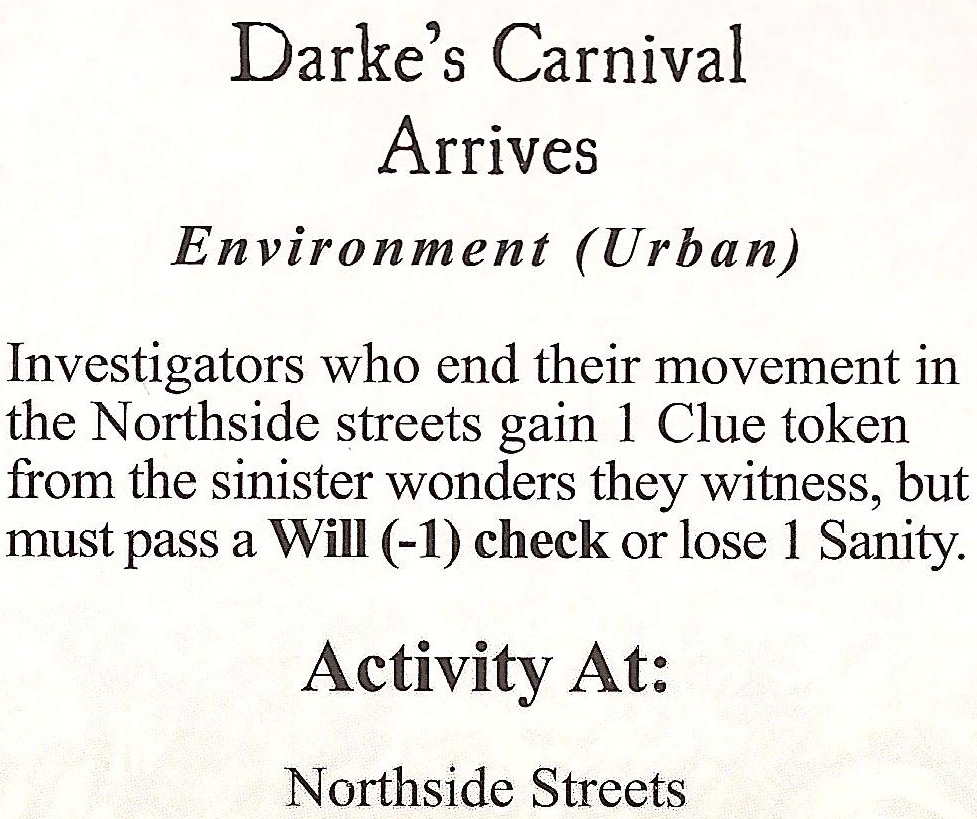 Darke's Carnival
Arrives
Environment (Urban)
Investigators who end their movement in
the Northside streets gain 1 Clue token
from the sinister wonders they witness, but
must pass a Will (-1) check or lose 1 Sanity.
Activity At:
Northside Streets